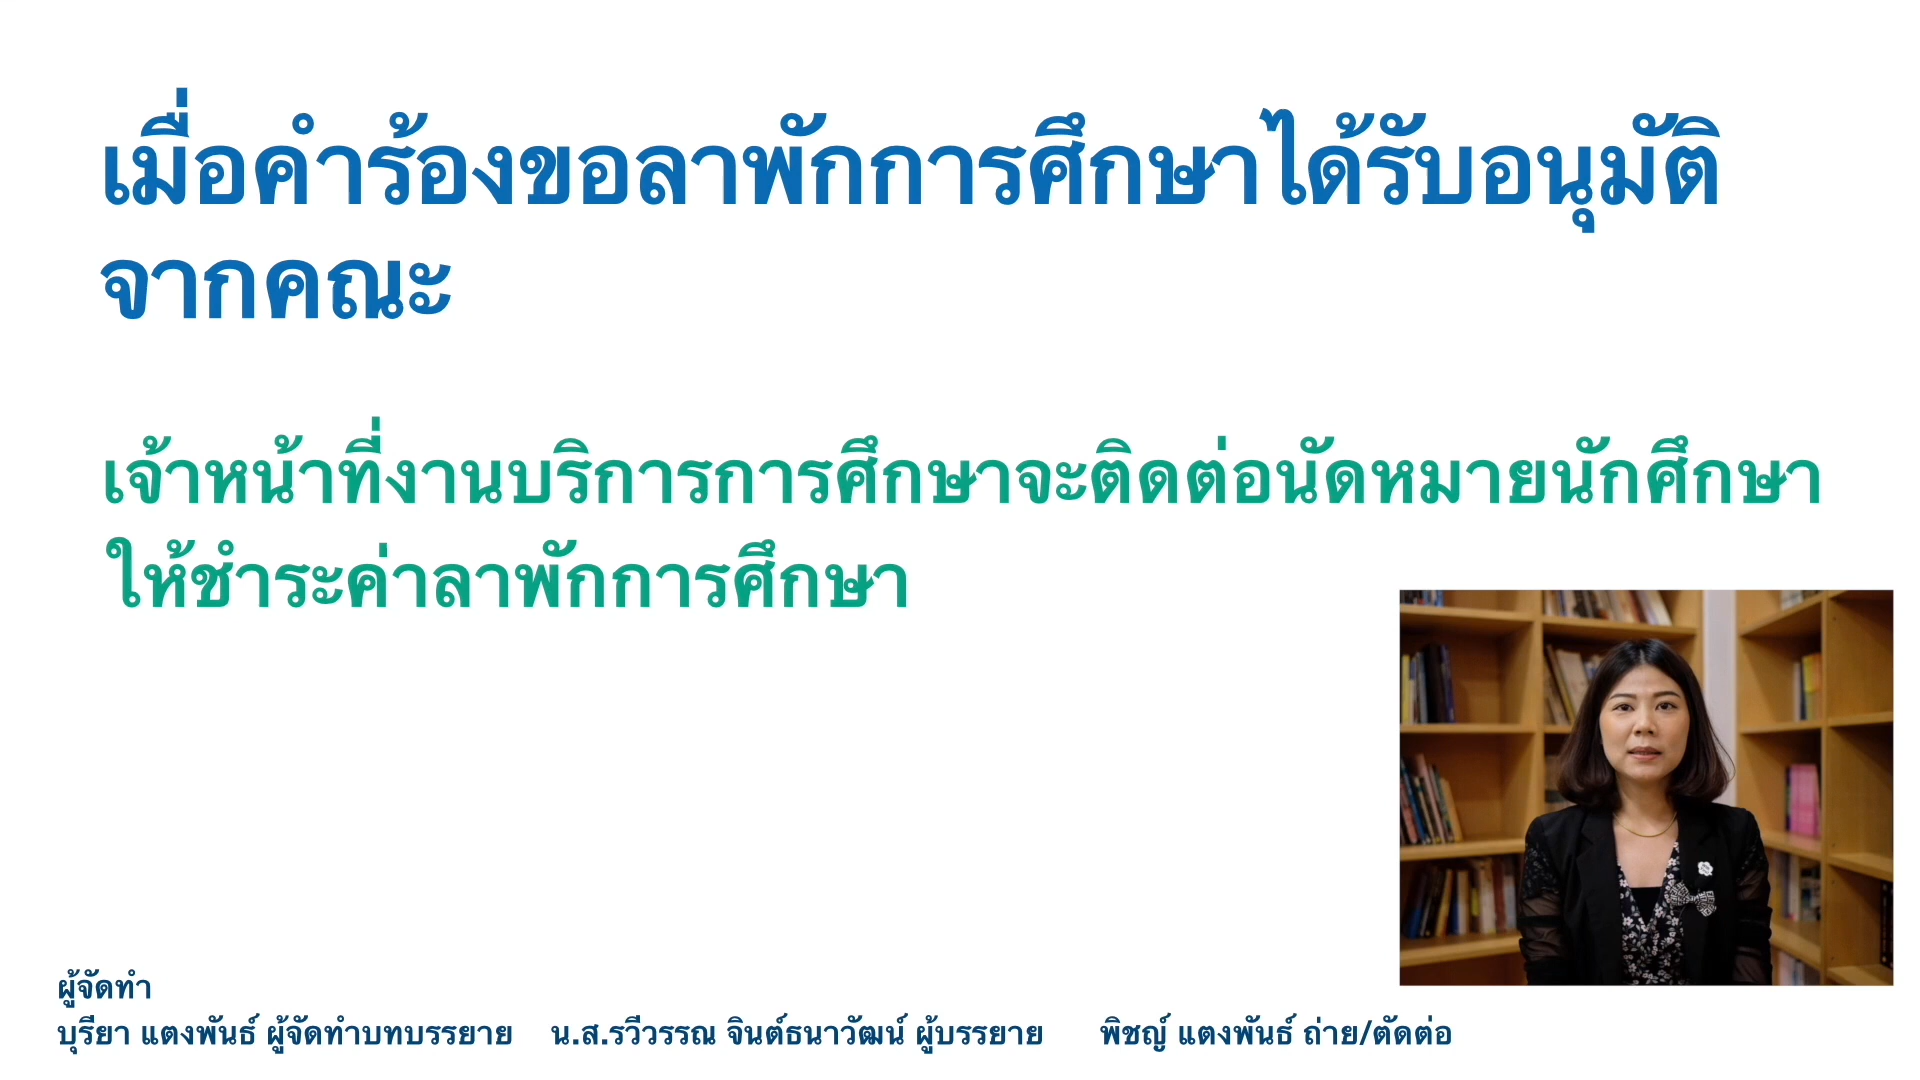 เมื่อคำร้องขอลาพักการศึกษาได้รับอนุมัติ
จากคณะ
เจ้าหน้าที่งานบริการการศึกษาจะติดต่อนัดหมายนักศึกษา
ให้ชำระค่าลาพักการศึกษา
ผู้จัดทำ
บุรียา แตงพันธ์ ผู้จัดทำบทบรรยาย น.ส.รวีวรรณ จินต์ธนาวัฒน์ ผู้บรรยาย พิชญ์ แตงพันธ์ ถ่าย/ตัดต่อ